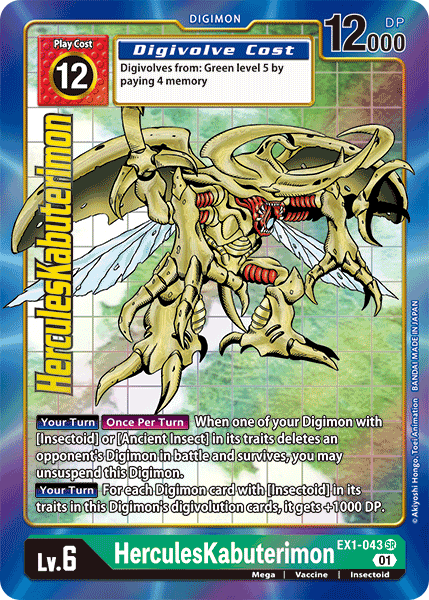 DIGIMON
Play Cost
12
Digivolve Cost
Digivolves from: Green level 5 by
paying 4 memory
12000
DP
HerculesKabuterimon
©Akiyoshi Hongo, Toei Animation · BANDAI MADE IN JAPAN
Your Turn Once Per Turn When one of your Digimon with
[Insectoid] or [Ancient Insect] in its traits deletes an
opponent's Digimon in battle and survives, you may
unsuspend this Digimon.
Your Turn For each Digimon card with [Insectoid] in its
traits in this Digimon's digivolution cards, it gets +1000 DP.
Lv.6
HerculesKabuterimon
EX1-043 SR
01
Mega | Vaccine | Insectoid